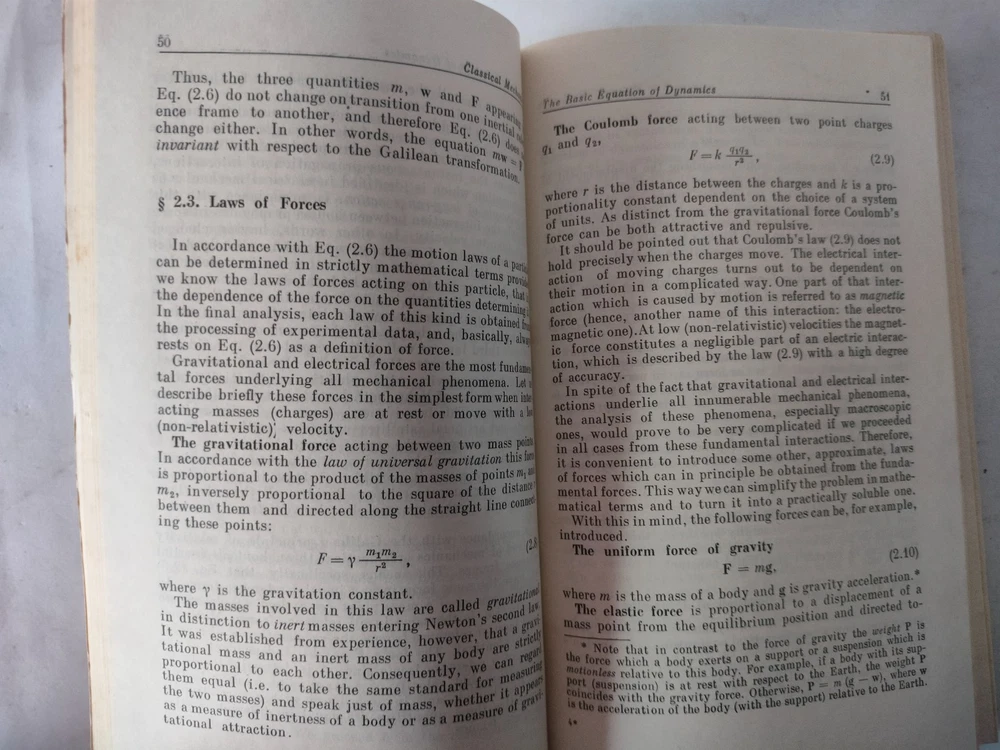 50
Classical
Thus, the three quantities m, w and F
Eq. (2.6) do not change on transition from one inertial
ence frame to another, and therefore Eq. (2.6)
change either. In other words, the equation mw = F
invariant with respect to the Galilean transformation.
§ 2.3. Laws of Forces
In accordance with Eq. (2.6) the motion laws of a
can be determined in strictly mathematical terms
we know the laws of forces acting on this particle,
the dependence of the force on the quantities determining
In the final analysis, each law of this kind is obtained
the processing of experimental data, and, basically,
rests on Eq. (2.6) as a definition of force.
Gravitational and electrical forces are the most fundamen-
tal forces underlying all mechanical phenomena. Let
describe briefly these forces in the simplest form when
acting masses (charges) are at rest or move with a
(non-relativistic) velocity.
The gravitational force acting between two mass points.
In accordance with the law of universal gravitation this
is proportional to the product of the masses of points m₁
m₂, inversely proportional to the square of the distance
between them and directed along the straight line connect-
ing these points:
F = γ m₁m₂/r²,
(2.8
where γ is the gravitation constant.
The masses involved in this law are called gravitational
in distinction to inert masses entering Newton's second law.
It was established from experience, however, that a gravi-
tational mass and an inert mass of any body are strictly
proportional to each other. Consequently, we can regard
them equal (i.e. to take the same standard for measuring
the two masses) and speak just of mass, whether it appears
as a measure of inertness of a body or as a measure of gravi-
tational attraction.
The Basic Equation of Dynamics
51
The Coulomb force acting between two point charges
q₁ and q₂,
F = k q₁q₂/r²,
(2.9)
where r is the distance between the charges and k is a pro-
portionality constant dependent on the choice of a system
of units. As distinct from the gravitational force Coulomb's
force can be both attractive and repulsive.
It should be pointed out that Coulomb's law (2.9) does not
hold precisely when the charges move. The electrical inter-
action of moving charges turns out to be dependent on
their motion in a complicated way. One part of that inter-
action which is caused by motion is referred to as magnetic
force (hence, another name of this interaction: the electro-
magnetic one). At low (non-relativistic) velocities the magnet-
ic force constitutes a negligible part of an electric interac-
tion, which is described by the law (2.9) with a high degree
of accuracy.
In spite of the fact that gravitational and electrical inter-
actions underlie all innumerable mechanical phenomena,
the analysis of these phenomena, especially macroscopic
ones, would prove to be very complicated if we proceeded
in all cases from these fundamental interactions. Therefore,
it is convenient to introduce some other, approximate, laws
of forces which can in principle be obtained from the funda-
mental forces. This way we can simplify the problem in mathe-
matical terms and to turn it into a practically soluble one.
With this in mind, the following forces can be, for example,
introduced.
The uniform force of gravity
F = mg,
(2.10)
where m is the mass of a body and g is gravity acceleration.*
The elastic force is proportional to a displacement of a
mass point from the equilibrium position and directed to-
* Note that in contrast to the force of gravity the weight P is
the force which a body exerts on a support or a suspension which is
motionless relative to this body. For example, if a body with its sup-
port (suspension) is at rest with respect to the Earth, the weight P
coincides with the gravity force. Otherwise, P = m (g — w), where w
is the acceleration of the body (with the support) relative to the Earth.
4*